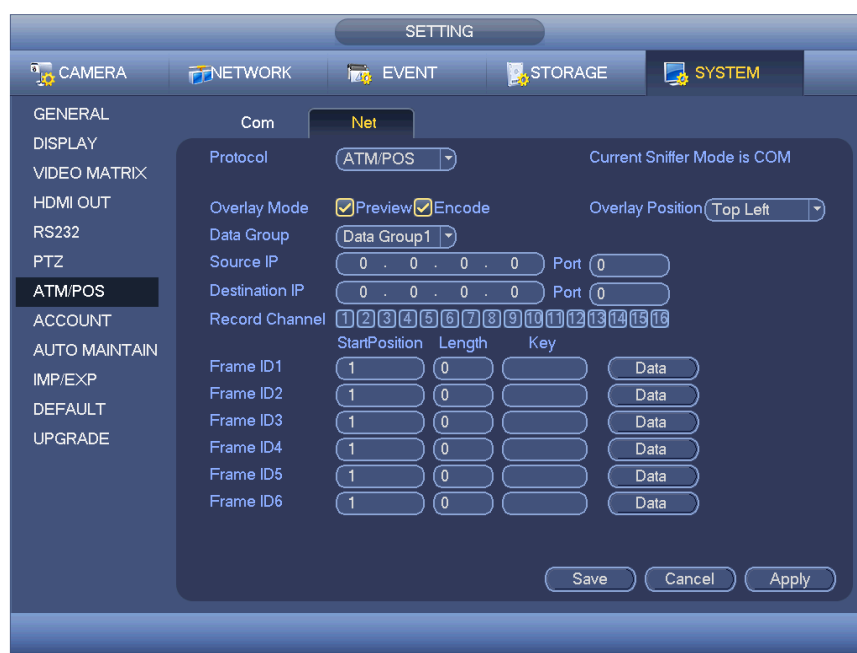 SETTING
CAMERA NETWORK EVENT STORAGE SYSTEM
GENERAL
DISPLAY
VIDEO MATRIX
HDMI OUT
RS232
PTZ
ATM/POS
ACCOUNT
AUTO MAINTAIN
IMP/EXP
DEFAULT
UPGRADE
Com Net
Protocol ATM/POS Current Sniffer Mode is COM
Overlay Mode Preview Encode Overlay Position Top Left
Data Group Data Group1
Source IP 0 . 0 . 0 . 0 Port 0
Destination IP 0 . 0 . 0 . 0 Port 0
Record Channel 1 2 3 4 5 6 7 8 9 10 11 12 13 14 15 16
StartPosition Length Key
Frame ID1 1 0 Data
Frame ID2 1 0 Data
Frame ID3 1 0 Data
Frame ID4 1 0 Data
Frame ID5 1 0 Data
Frame ID6 1 0 Data
Save Cancel Apply